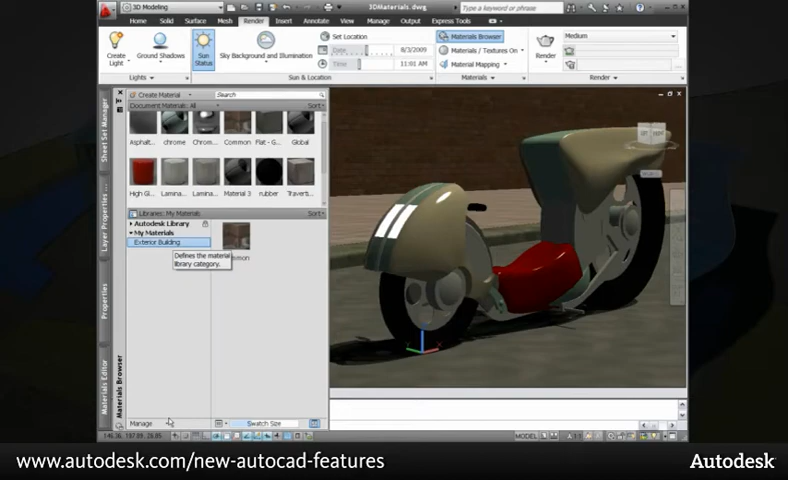 3D Modeling
3DMaterials.dwg
Type a keyword or phrase
Home Solid Surface Mesh Render Insert Annotate View Manage Output Express Tools
Create Light
Ground Shadows
Sun Status
Sky Background and Illumination
Set Location
Date 8/3/2009
Time 11:01 AM
Materials Browser
Materials / Textures On
Material Mapping
Render
Medium
Lights
Sun & Location
Materials
Render
Create Material
Search
Document Materials: All
Sort
Asphalt... chrome Chrom... Common Flat - G... Global
High Gl... Lamina... Lamina... Material 3 rubber Traverti...
Libraries: My Materials
Sort
Autodesk Library
My Materials
Exterior Building
Defines the material
library category.
Manage
Swatch Size
Sheet Set Manager
Layer Properties ...
Properties
Materials Editor
Materials Browser
MODEL
www.autodesk.com/new-autocad-features
Autodesk